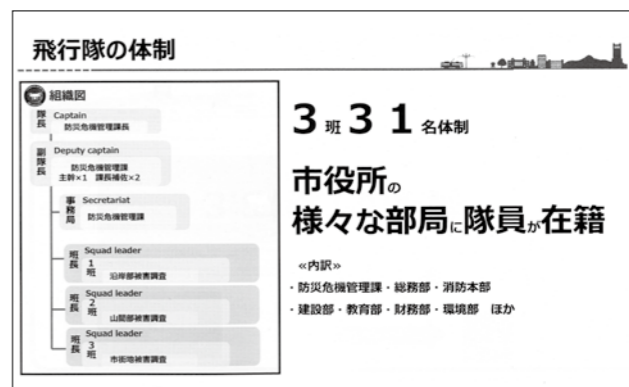 飛行隊の体制
組織図
隊長
Captain
防災危機管理課長
副隊長
Deputy captain
防災危機管理課
主幹×1 課長補佐×2
事務局
Secretariat
防災危機管理課
班長
Squad leader
1班
沿岸部被害調査
班長
Squad leader
2班
山間部被害調査
班長
Squad leader
3班
市街地被害調査
3班31名体制
市役所の
様々な部局に隊員が在籍
≪内訳≫
・防災危機管理課・総務部・消防本部
・建設部・教育部・財務部・環境部 ほか